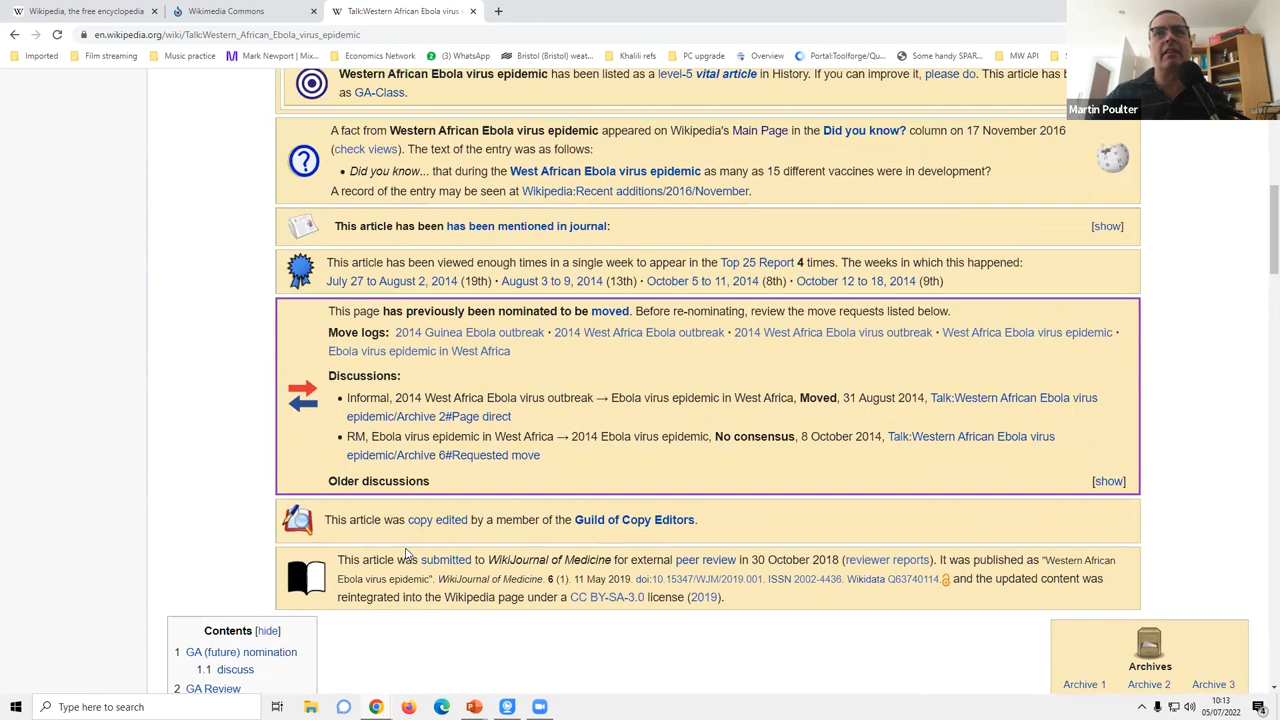 Wikipedia, the free encyclopedia
Wikimedia Commons
Talk:Western African Ebola virus
en.wikipedia.org/wiki/Talk:Western_African_Ebola_virus_epidemic
Imported
Film streaming
Music practice
Mark Newport | Mix...
Economics Network
(3) WhatsApp
Bristol (Bristol) weat...
Khalili refs
PC upgrade
Overview
Portal:Toolforge/Qu...
Some handy SPAR...
MW API
Martin Poulter
Western African Ebola virus epidemic has been listed as a level-5 vital article in History. If you can improve it, please do. This article has b
as GA-Class.
A fact from Western African Ebola virus epidemic appeared on Wikipedia's Main Page in the Did you know? column on 17 November 2016
(check views). The text of the entry was as follows:
• Did you know... that during the West African Ebola virus epidemic as many as 15 different vaccines were in development?
A record of the entry may be seen at Wikipedia:Recent additions/2016/November.
This article has been has been mentioned in journal: [show]
This article has been viewed enough times in a single week to appear in the Top 25 Report 4 times. The weeks in which this happened:
July 27 to August 2, 2014 (19th) · August 3 to 9, 2014 (13th) · October 5 to 11, 2014 (8th) · October 12 to 18, 2014 (9th)
This page has previously been nominated to be moved. Before re-nominating, review the move requests listed below.
Move logs: 2014 Guinea Ebola outbreak · 2014 West Africa Ebola outbreak · 2014 West Africa Ebola virus outbreak · West Africa Ebola virus epidemic ·
Ebola virus epidemic in West Africa
Discussions:
• Informal, 2014 West Africa Ebola virus outbreak → Ebola virus epidemic in West Africa, Moved, 31 August 2014, Talk:Western African Ebola virus
epidemic/Archive 2#Page direct
• RM, Ebola virus epidemic in West Africa → 2014 Ebola virus epidemic, No consensus, 8 October 2014, Talk:Western African Ebola virus
epidemic/Archive 6#Requested move
Older discussions [show]
This article was copy edited by a member of the Guild of Copy Editors.
This article was submitted to WikiJournal of Medicine for external peer review in 30 October 2018 (reviewer reports). It was published as "Western African
Ebola virus epidemic". WikiJournal of Medicine. 6 (1). 11 May 2019. doi:10.15347/WJM/2019.001. ISSN 2002-4436. Wikidata Q63740114. and the updated content was
reintegrated into the Wikipedia page under a CC BY-SA-3.0 license (2019).
Contents [hide]
1 GA (future) nomination
1.1 discuss
2 GA Review
Archives
Archive 1 Archive 2 Archive 3
Type here to search
10:13
05/07/2022
4